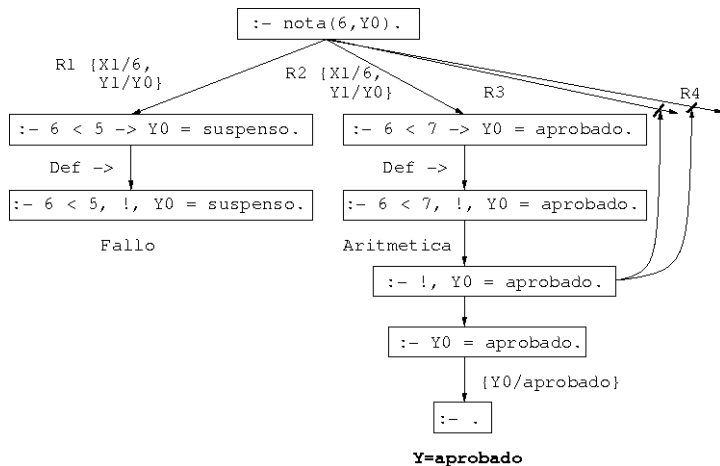 :- nota(6,Y0).
R1 {X1/6,
Y1/Y0}
R2 {X1/6,
Y1/Y0}
R3
R4
:- 6 < 5 -> Y0 = suspenso.
:- 6 < 7 -> Y0 = aprobado.
Def ->
Def ->
:- 6 < 5, !, Y0 = suspenso.
:- 6 < 7, !, Y0 = aprobado.
Fallo
Aritmetica
:- !, Y0 = aprobado.
:- Y0 = aprobado.
{Y0/aprobado}
:- .
Y=aprobado